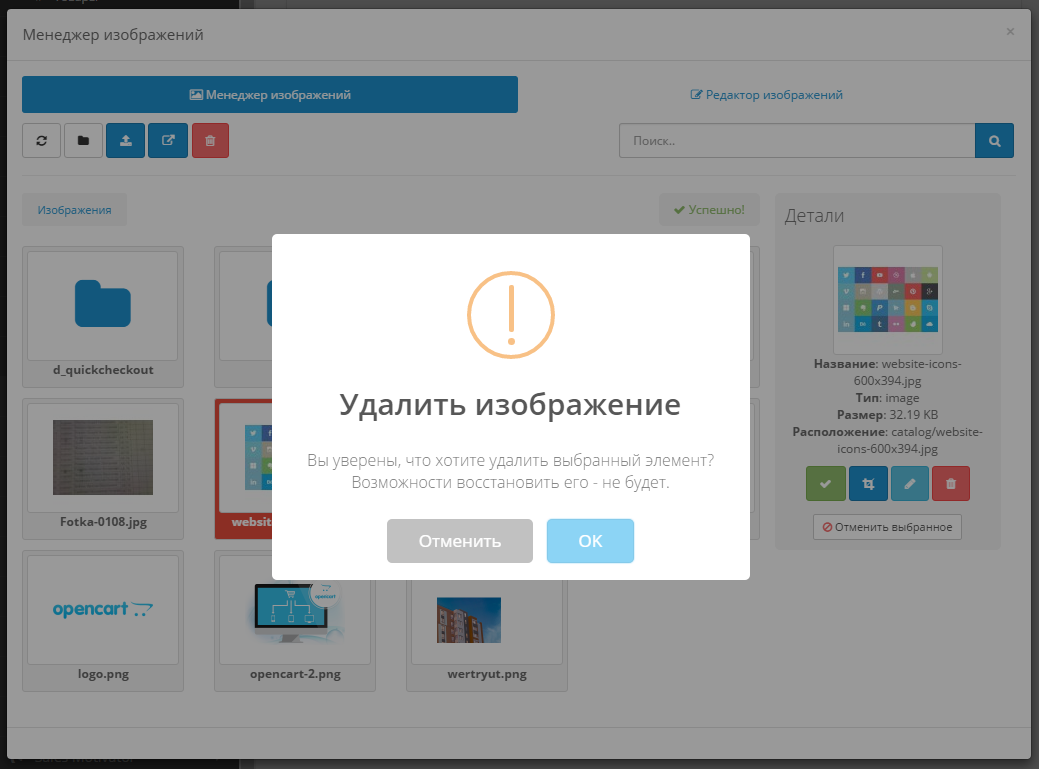 Менеджер изображений
×
Менеджер изображений
Редактор изображений
Поиск..
Изображения
Успешно!
Детали
Удалить изображение
Вы уверены, что хотите удалить выбранный элемент?
Возможности восстановить его - не будет.
Отменить
OK
d_quickcheckout
Fotka-0108.jpg
websit
opencart
logo.png
opencart-2.png
wertryut.png
Название: website-icons-
600x394.jpg
Тип: image
Размер: 32.19 KB
Расположение: catalog/website-
icons-600x394.jpg
Отменить выбранное